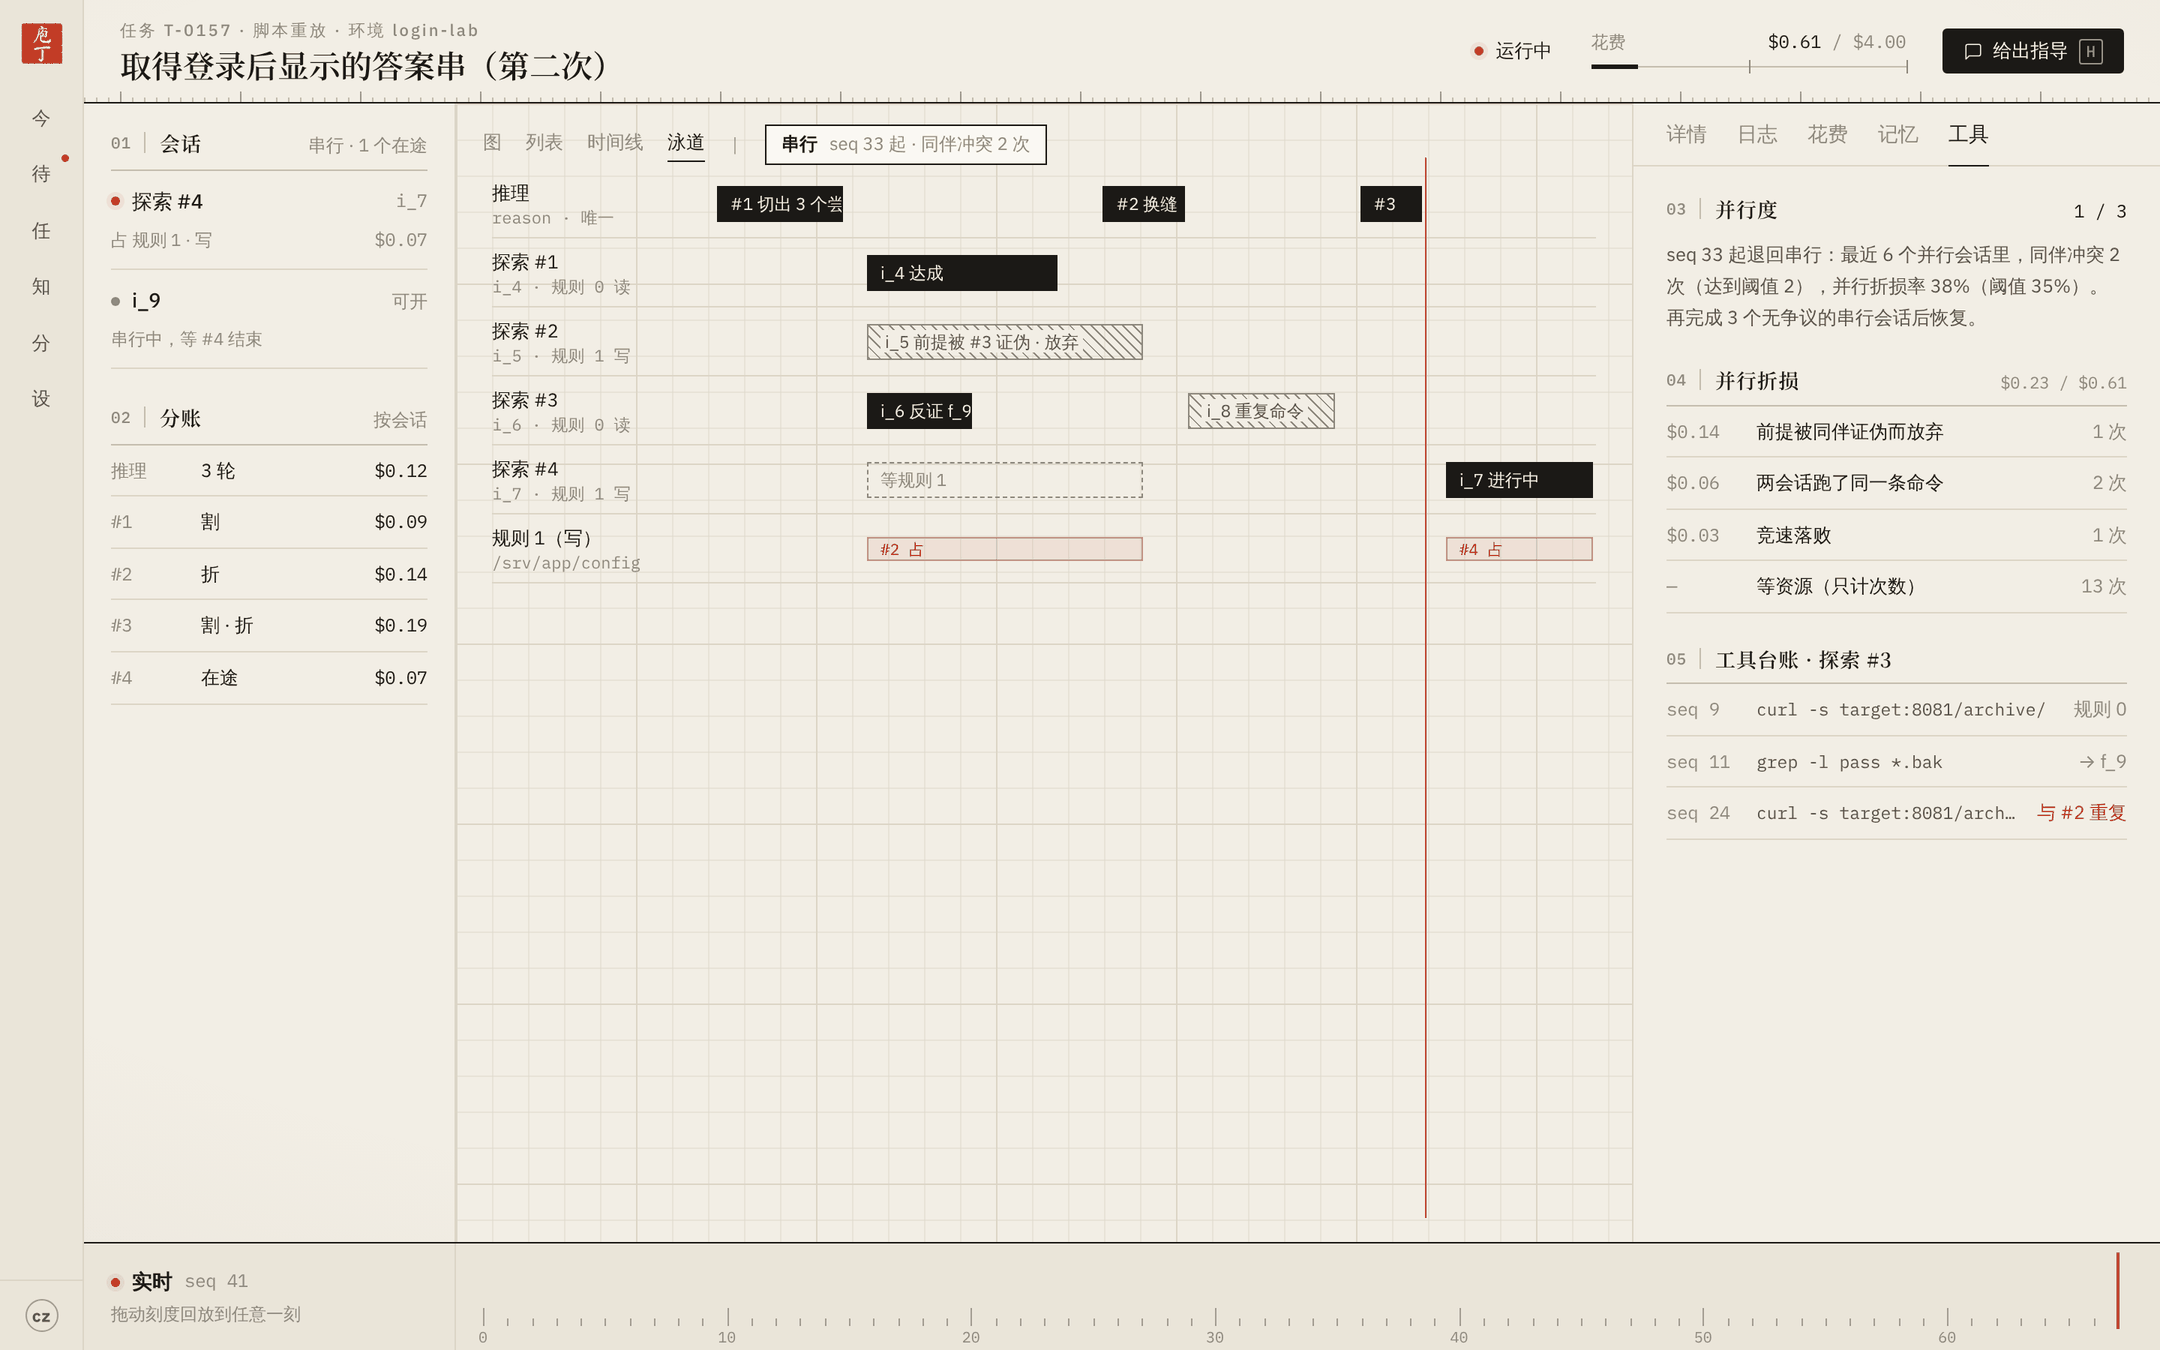 庖丁
今
待
任
知
分
设
cz
任务 T-0157 · 脚本重放 · 环境 login-lab
取得登录后显示的答案串（第二次）
运行中
花费
$0.61 / $4.00
给出指导 H
01 会话 串行 · 1 个在途
探索 #4 i_7
占 规则 1 · 写 $0.07
i_9 可开
串行中，等 #4 结束
02 分账 按会话
推理 3 轮 $0.12
#1 割 $0.09
#2 折 $0.14
#3 割 · 折 $0.19
#4 在途 $0.07
图 列表 时间线 泳道 串行 seq 33 起 · 同伴冲突 2 次
推理
reason · 唯一
#1 切出 3 个尝
#2 换缝
#3
探索 #1
i_4 · 规则 0 读
i_4 达成
探索 #2
i_5 · 规则 1 写
i_5 前提被 #3 证伪 · 放弃
探索 #3
i_6 · 规则 0 读
i_6 反证 f_9
i_8 重复命令
探索 #4
i_7 · 规则 1 写
等规则 1
i_7 进行中
规则 1（写）
/srv/app/config
#2 占
#4 占
详情 日志 花费 记忆 工具
03 并行度 1 / 3
seq 33 起退回串行：最近 6 个并行会话里，同伴冲突 2
次（达到阈值 2），并行折损率 38%（阈值 35%）。
再完成 3 个无争议的串行会话后恢复。
04 并行折损 $0.23 / $0.61
$0.14 前提被同伴证伪而放弃 1 次
$0.06 两会话跑了同一条命令 2 次
$0.03 竞速落败 1 次
— 等资源（只计次数） 13 次
05 工具台账 · 探索 #3
seq 9 curl -s target:8081/archive/ 规则 0
seq 11 grep -l pass *.bak → f_9
seq 24 curl -s target:8081/arch… 与 #2 重复
实时 seq 41
拖动刻度回放到任意一刻
0 10 20 30 40 50 60